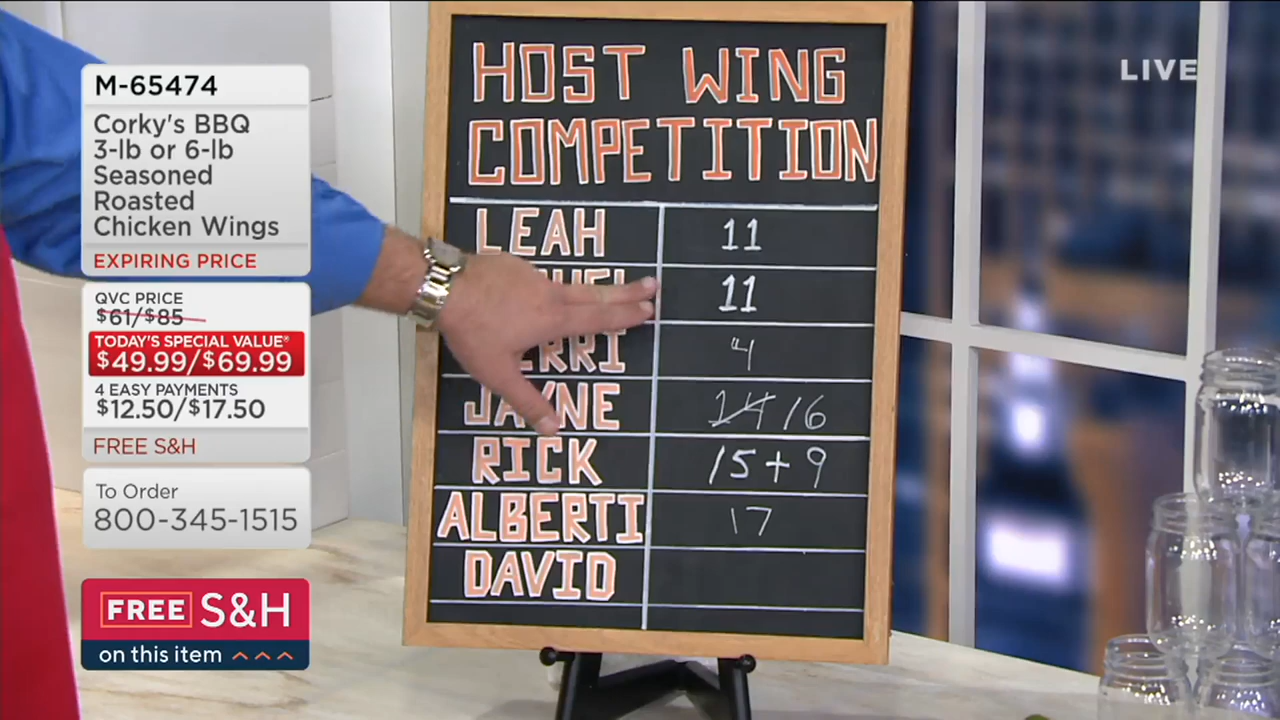 M-65474
Corky's BBQ
3-lb or 6-lb
Seasoned
Roasted
Chicken Wings
EXPIRING PRICE
QVC PRICE
$61/$85
TODAY'S SPECIAL VALUE®
$49.99/$69.99
4 EASY PAYMENTS
$12.50/$17.50
FREE S&H
To Order
800-345-1515
FREE S&H
on this item
HOST WING
COMPETITION
LEAH 11
11
4
JAYNE 14 16
RICK 15+9
ALBERTI 17
DAVID
LIVE